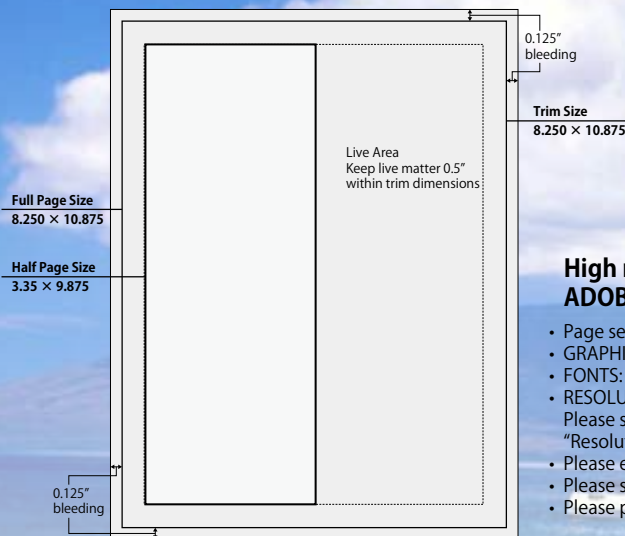 0.125”
bleeding
Trim Size
8.250 × 10.875
Live Area
Keep live matter 0.5”
within trim dimensions
Full Page Size
8.250 × 10.875
Half Page Size
3.35 × 9.875
0.125”
bleeding
High
ADOB
• Page se
• GRAPHI
• FONTS:
• RESOLU
Please s
“Resolu
• Please e
• Please s
• Please p